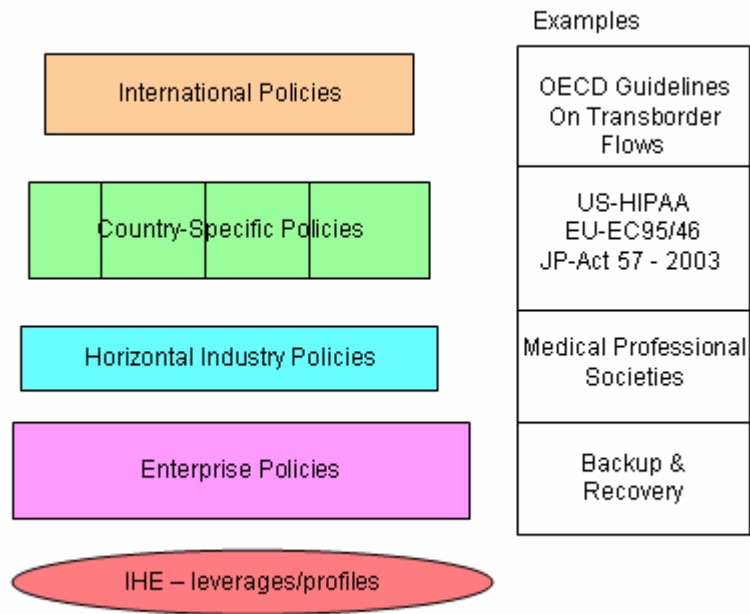 Examples
International Policies
OECD Guidelines
On Transborder
Flows
Country-Specific Policies
US-HIPAA
EU-EC95/46
JP-Act 57 - 2003
Horizontal Industry Policies
Medical Professional
Societies
Enterprise Policies
Backup &
Recovery
IHE – leverages/profiles